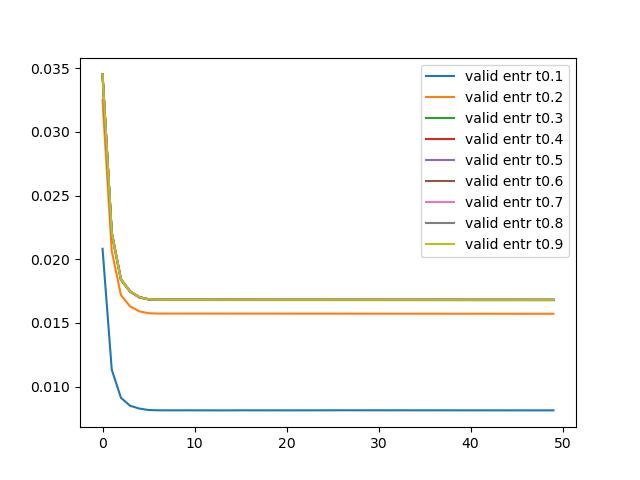 0.035
0.030
0.025
0.020
0.015
0.010
0
10
20
30
40
50
valid entr t0.1
valid entr t0.2
valid entr t0.3
valid entr t0.4
valid entr t0.5
valid entr t0.6
valid entr t0.7
valid entr t0.8
valid entr t0.9